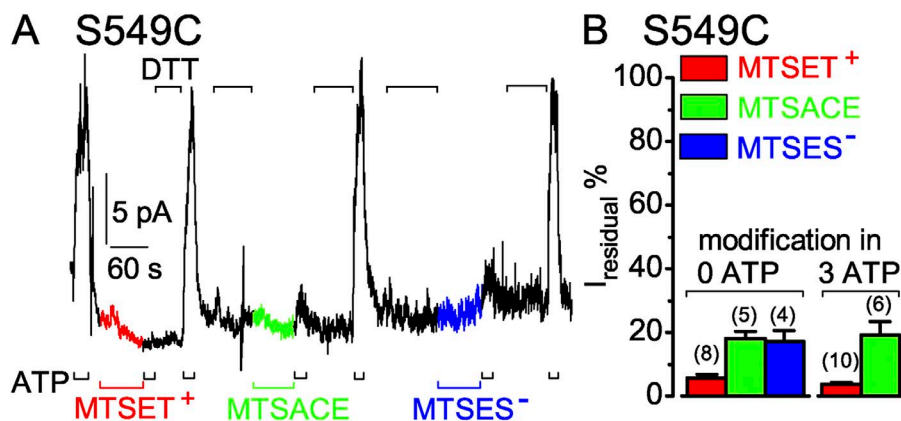 A S549C
DTT
5 pA
60 s
ATP
MTSET+
MTSACE
MTSES-
B S549C
MTSET+
MTSACE
MTSES-
Iresidual%
100
80
60
40
20
0
modification in
0 ATP 3 ATP
(8) (5) (4) (10) (6)